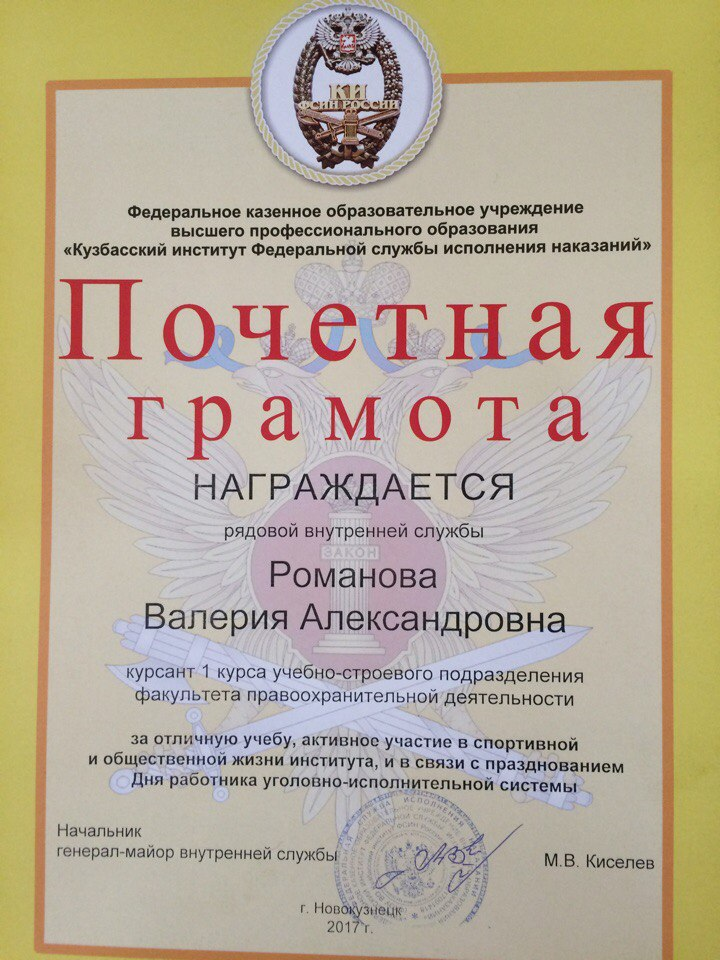 КИ
ФСИН РОССИИ
Федеральное казенное образовательное учреждение
высшего профессионального образования
«Кузбасский институт Федеральной службы исполнения наказаний»
Почетная
грамота
НАГРАЖДАЕТСЯ
рядовой внутренней службы
ЗАКОН
Романова
Валерия Александровна
курсант 1 курса учебно-строевого подразделения
факультета правоохранительной деятельности
за отличную учебу, активное участие в спортивной
и общественной жизни института, и в связи с празднованием
Дня работника уголовно-исполнительной системы
Начальник
генерал-майор внутренней службы
М.В. Киселев
г. Новокузнецк
2017 г.